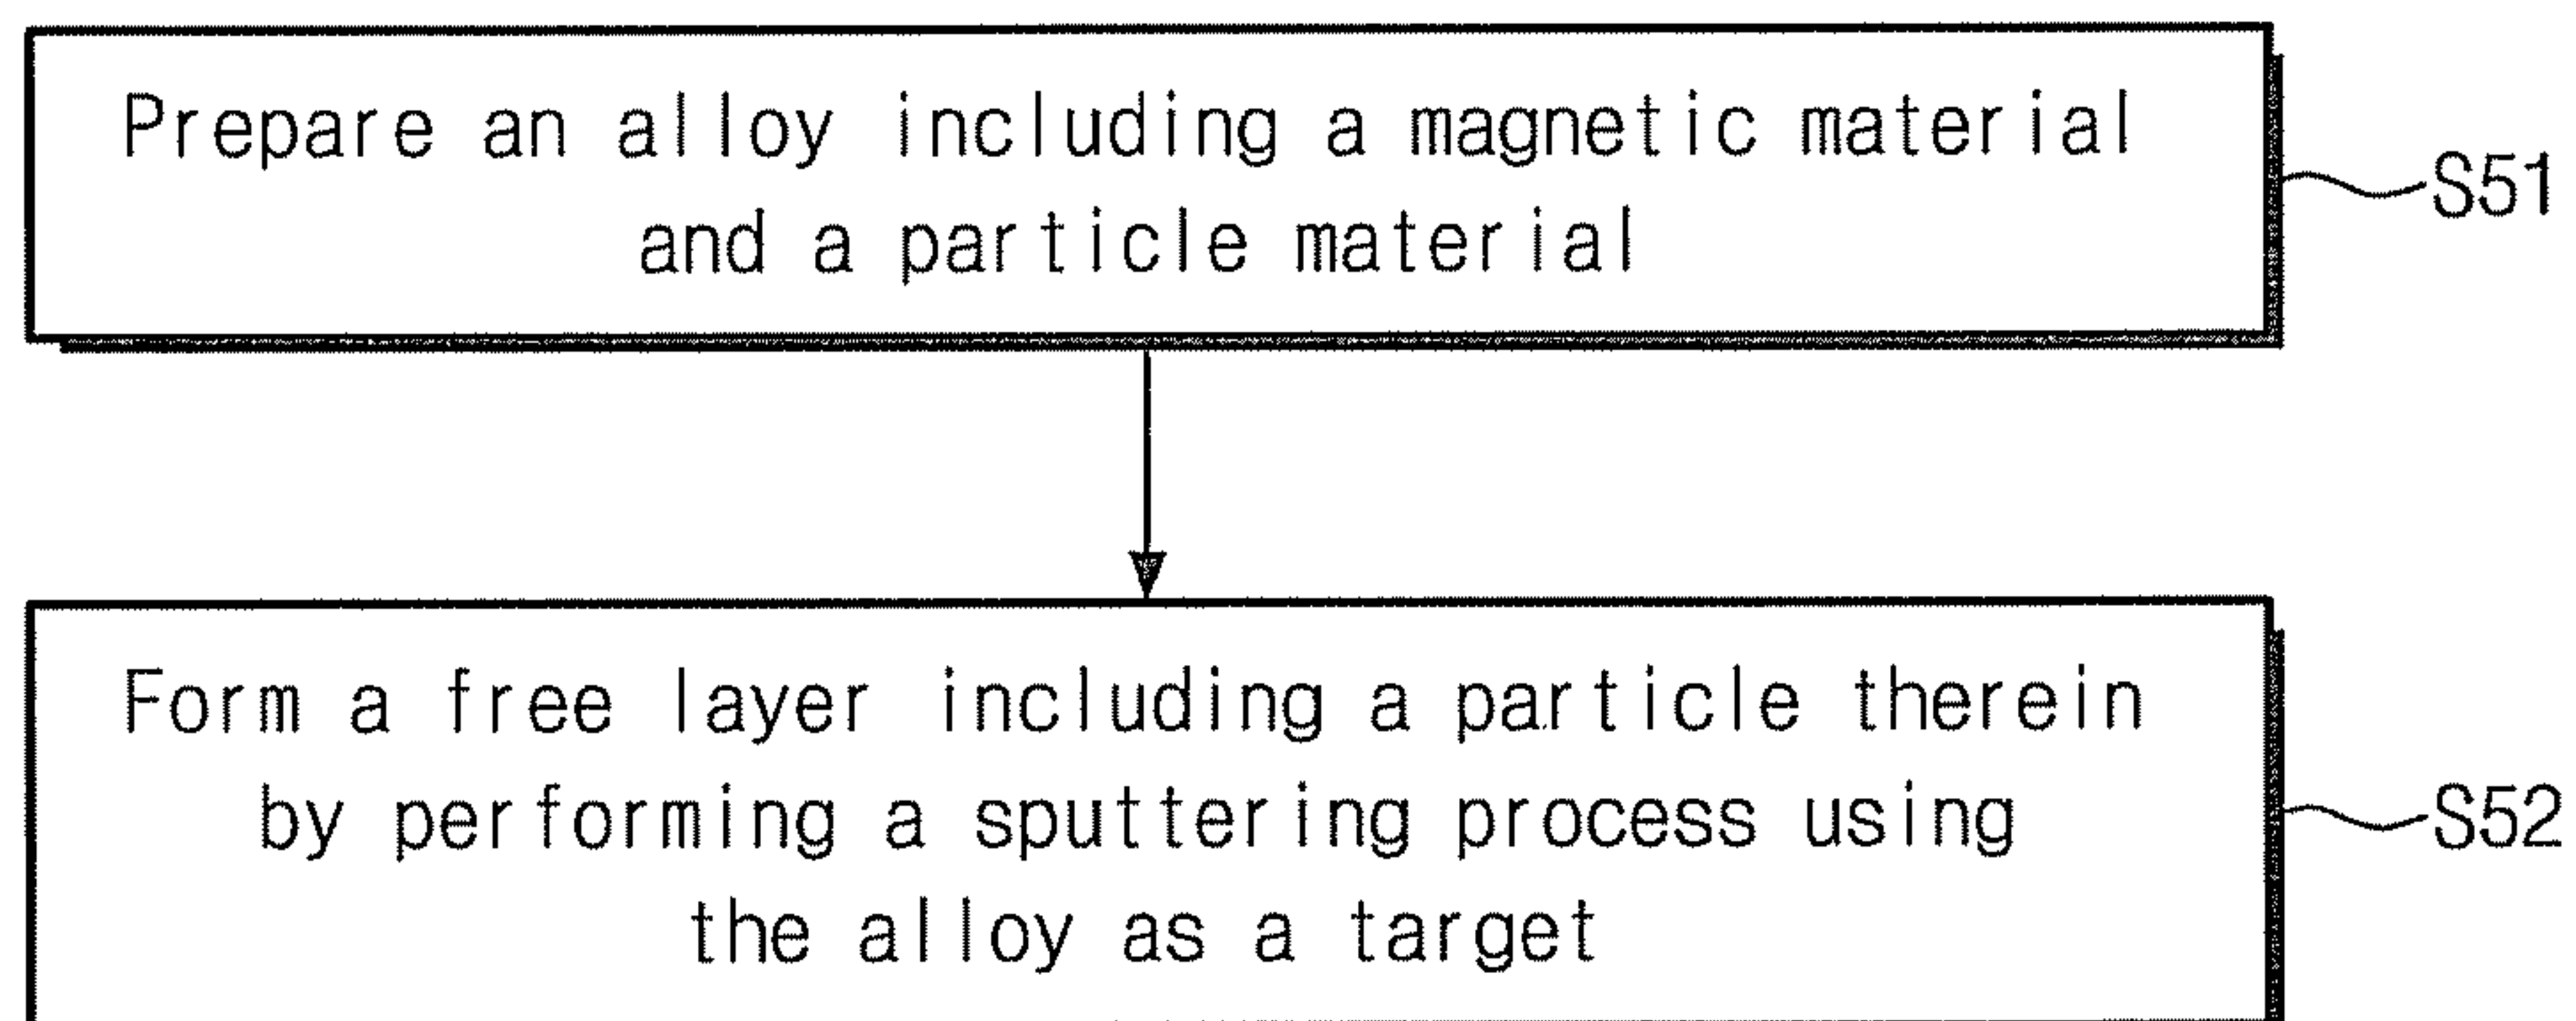 Prepare an alloy including a magnetic material
and a particle material
S51
Form a free layer including a particle therein
by performing a sputtering process using
the alloy as a target
S52